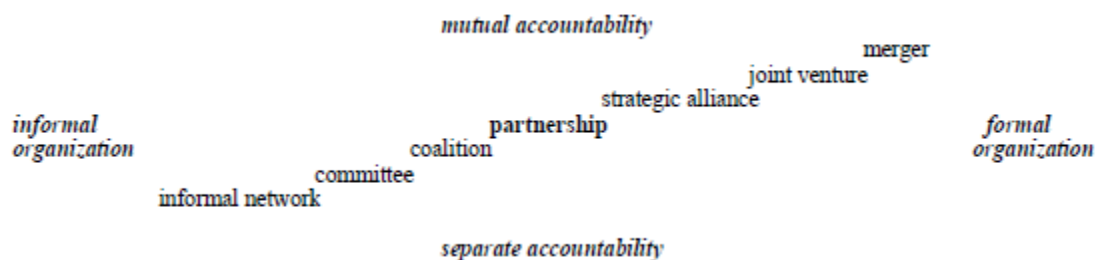 mutual accountability
merger
joint venture
strategic alliance
informal partnership formal
organization coalition organization
committee
informal network
separate accountability